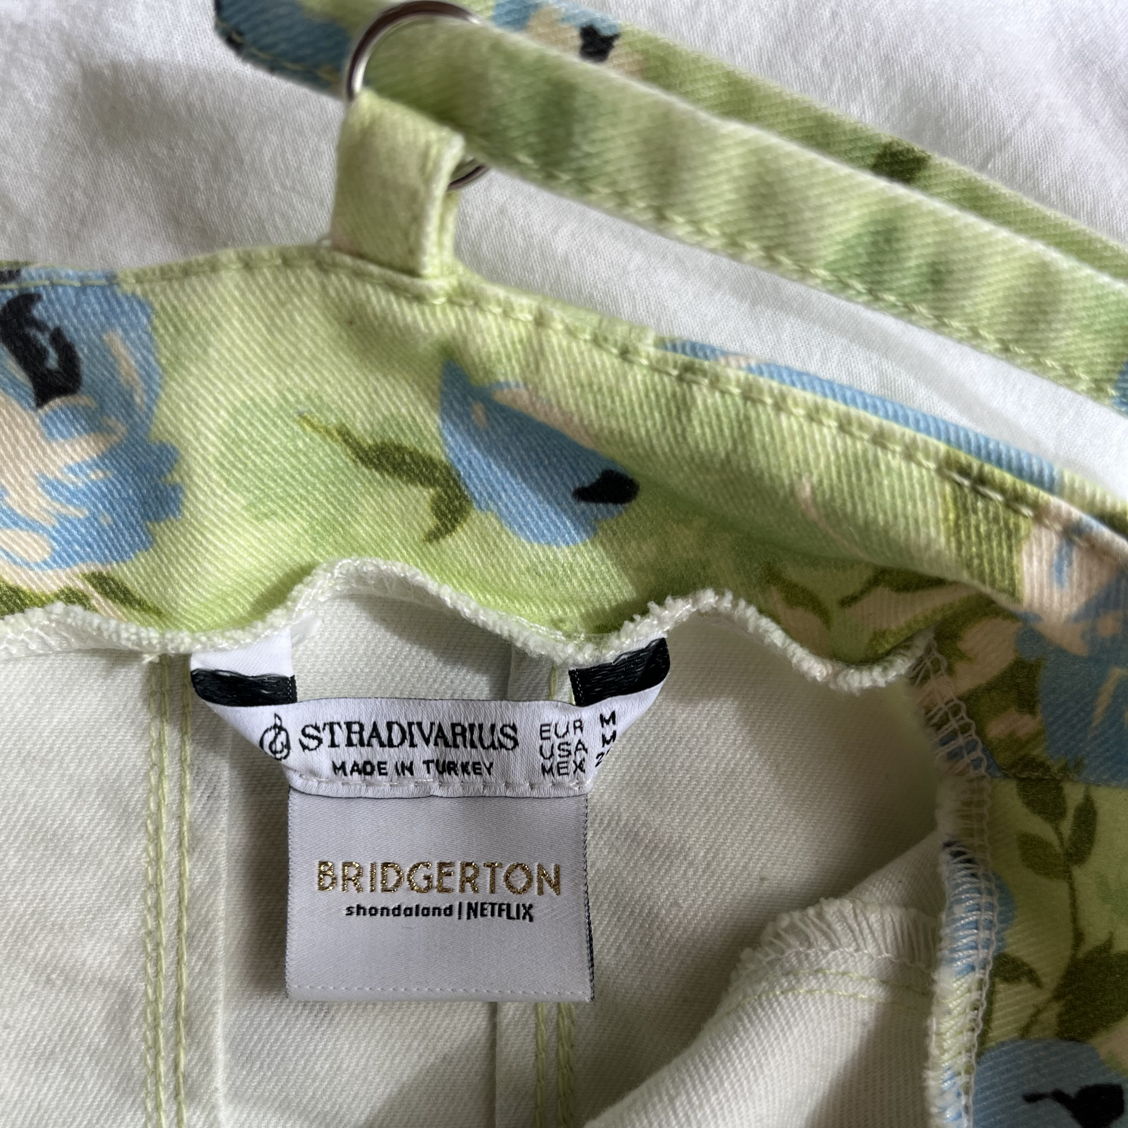 STRADIVARIUS
MADE IN TURKEY
EUR M
USA M
MEX
BRIDGERTON
shondaland | NETFLIX